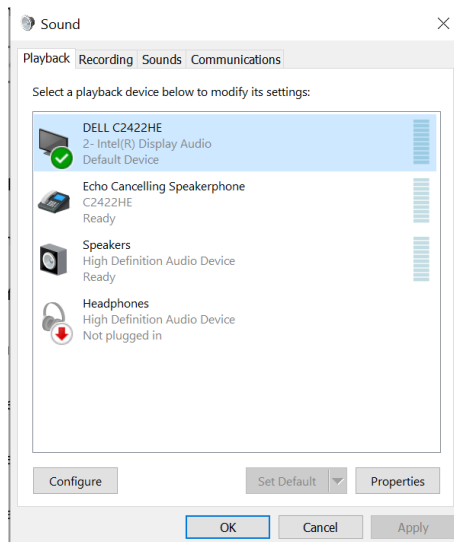 Sound
Playback Recording Sounds Communications
Select a playback device below to modify its settings:
DELL C2422HE
2- Intel(R) Display Audio
Default Device
Echo Cancelling Speakerphone
C2422HE
Ready
Speakers
High Definition Audio Device
Ready
Headphones
High Definition Audio Device
Not plugged in
Configure Set Default Properties
OK Cancel Apply